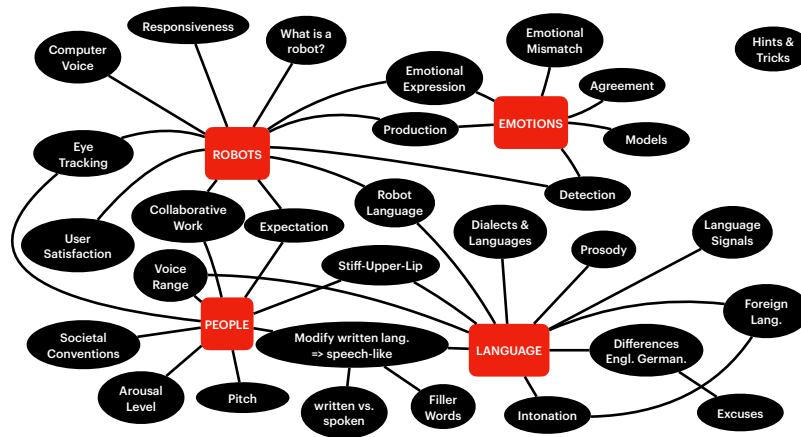 Responsiveness
What is a
robot?
Emotional
Mismatch
Hints &
Tricks
Computer
Voice
Emotional
Expression
Agreement
EMOTIONS
Production
Models
Eye
Tracking
ROBOTS
Robot
Language
Detection
Collaborative
Work
Expectation
User
Satisfaction
Dialects &
Languages
Language
Signals
Prosody
Voice
Range
Stiff-Upper-Lip
PEOPLE
Foreign
Lang.
Societal
Conventions
Modify written lang.
=> speech-like
LANGUAGE
Differences
Engl. German.
Arousal
Level
Pitch
written vs.
spoken
Filler
Words
Intonation
Excuses